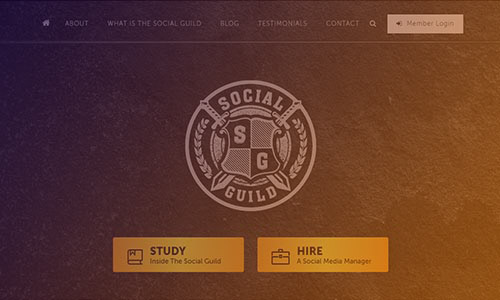 ABOUT WHAT IS THE SOCIAL GUILD BLOG TESTIMONIALS CONTACT Member Login
SOCIAL
S
G
GUILD
STUDY
Inside The Social Guild
HIRE
A Social Media Manager